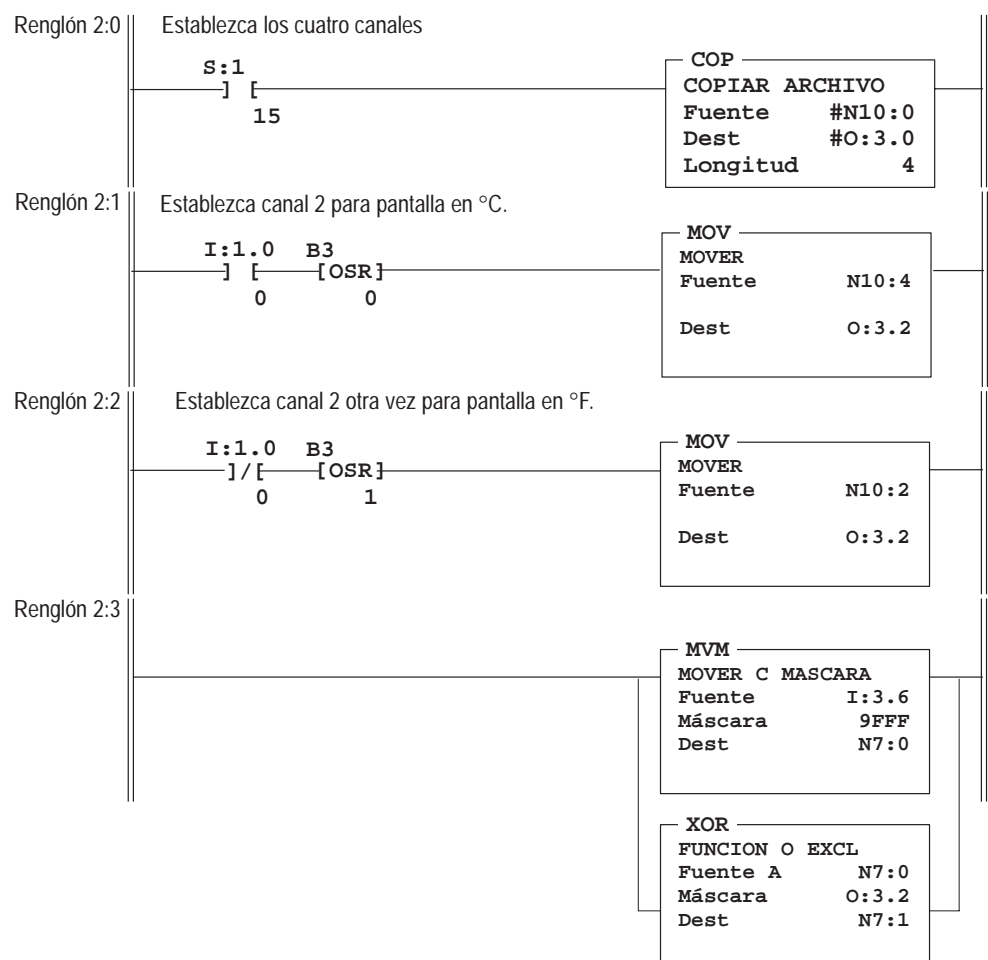 Renglón 2:0 Establezca los cuatro canales
S:1
] [
15
COP
COPIAR ARCHIVO
Fuente #N10:0
Dest #O:3.0
Longitud 4
Renglón 2:1 Establezca canal 2 para pantalla en °C.
I:1.0 B3
] [ [OSR]
0 0
MOV
MOVER
Fuente N10:4
Dest O:3.2
Renglón 2:2 Establezca canal 2 otra vez para pantalla en °F.
I:1.0 B3
]/[ [OSR]
0 1
MOV
MOVER
Fuente N10:2
Dest O:3.2
Renglón 2:3
MVM
MOVER C MASCARA
Fuente I:3.6
Máscara 9FFF
Dest N7:0
XOR
FUNCION O EXCL
Fuente A N7:0
Máscara O:3.2
Dest N7:1